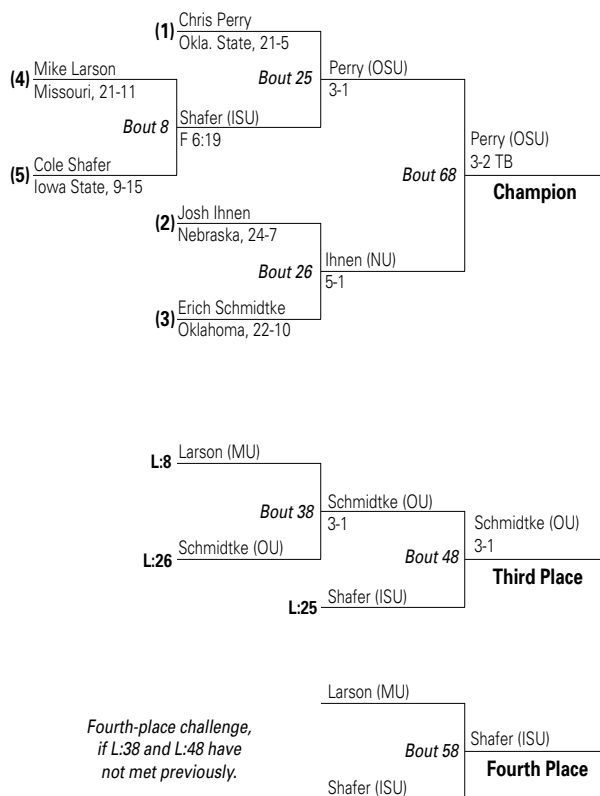 (1) Chris Perry
Okla. State, 21-5
(4) Mike Larson
Missouri, 21-11
Bout 25
Perry (OSU)
3-1
Bout 8
Shafer (ISU)
F 6:19
(5) Cole Shafer
Iowa State, 9-15
Bout 68
Perry (OSU)
3-2 TB
Champion
(2) Josh Ihnen
Nebraska, 24-7
Bout 26
Ihnen (NU)
5-1
(3) Erich Schmidtke
Oklahoma, 22-10
L:8 Larson (MU)
Bout 38
Schmidtke (OU)
3-1
L:26 Schmidtke (OU)
Bout 48
Schmidtke (OU)
3-1
Third Place
L:25 Shafer (ISU)
Larson (MU)
Fourth-place challenge,
if L:38 and L:48 have
not met previously.
Bout 58
Shafer (ISU)
Fourth Place
Shafer (ISU)